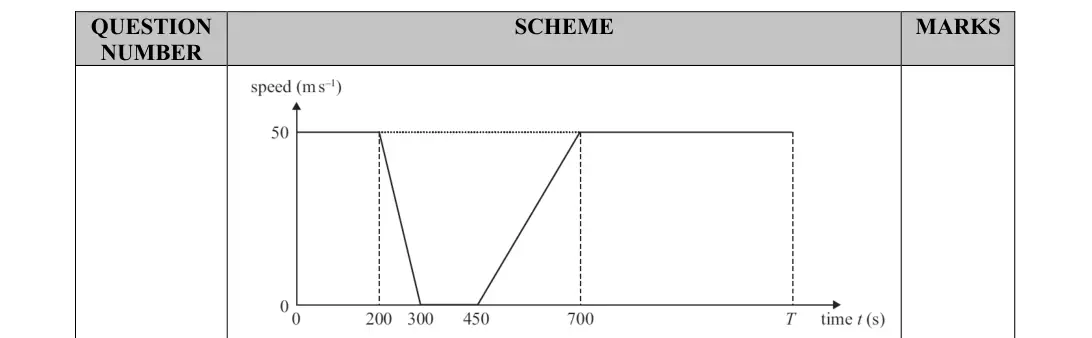 QUESTION NUMBER
SCHEME
MARKS
speed (m s⁻¹)
50
0
0 200 300 450 700 T time t (s)